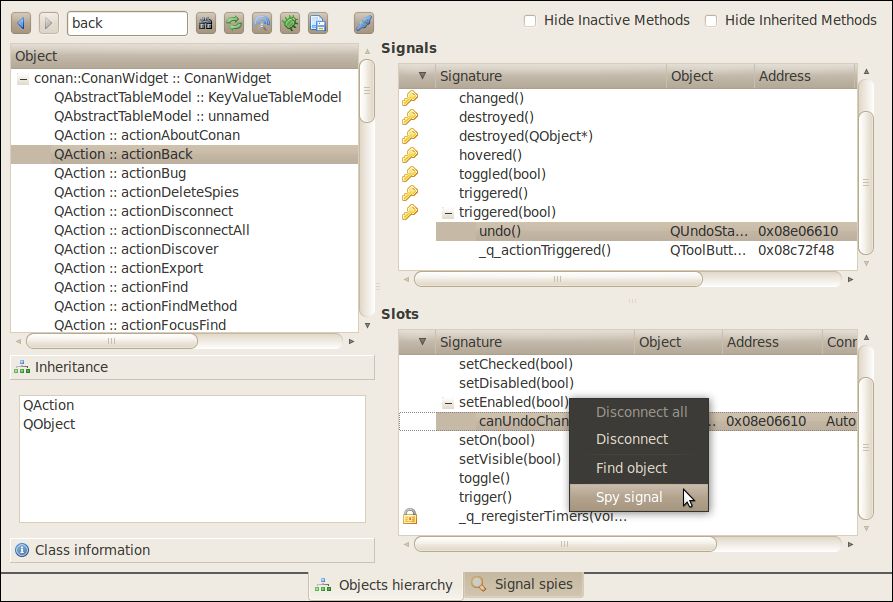 back
Hide Inactive Methods
Hide Inherited Methods
Object
conan::ConanWidget :: ConanWidget
QAbstractTableModel :: KeyValueTableModel
QAbstractTableModel :: unnamed
QAction :: actionAboutConan
QAction :: actionBack
QAction :: actionBug
QAction :: actionDeleteSpies
QAction :: actionDisconnect
QAction :: actionDisconnectAll
QAction :: actionDiscover
QAction :: actionExport
QAction :: actionFind
QAction :: actionFindMethod
QAction :: actionFocusFind
Inheritance
QAction
QObject
Class information
Signals
Signature Object Address
changed()
destroyed()
destroyed(QObject*)
hovered()
toggled(bool)
triggered()
triggered(bool)
undo() QUndoSta... 0x08e06610
_q_actionTriggered() QToolButt... 0x08c72f48
Slots
Signature Object Address Conn
setChecked(bool)
setDisabled(bool)
setEnabled(bool)
canUndoChan ... 0x08e06610 Auto
setOn(bool)
setVisible(bool)
toggle()
trigger()
_q_reregisterTimers(voi...
Disconnect all
Disconnect
Find object
Spy signal
Objects hierarchy
Signal spies